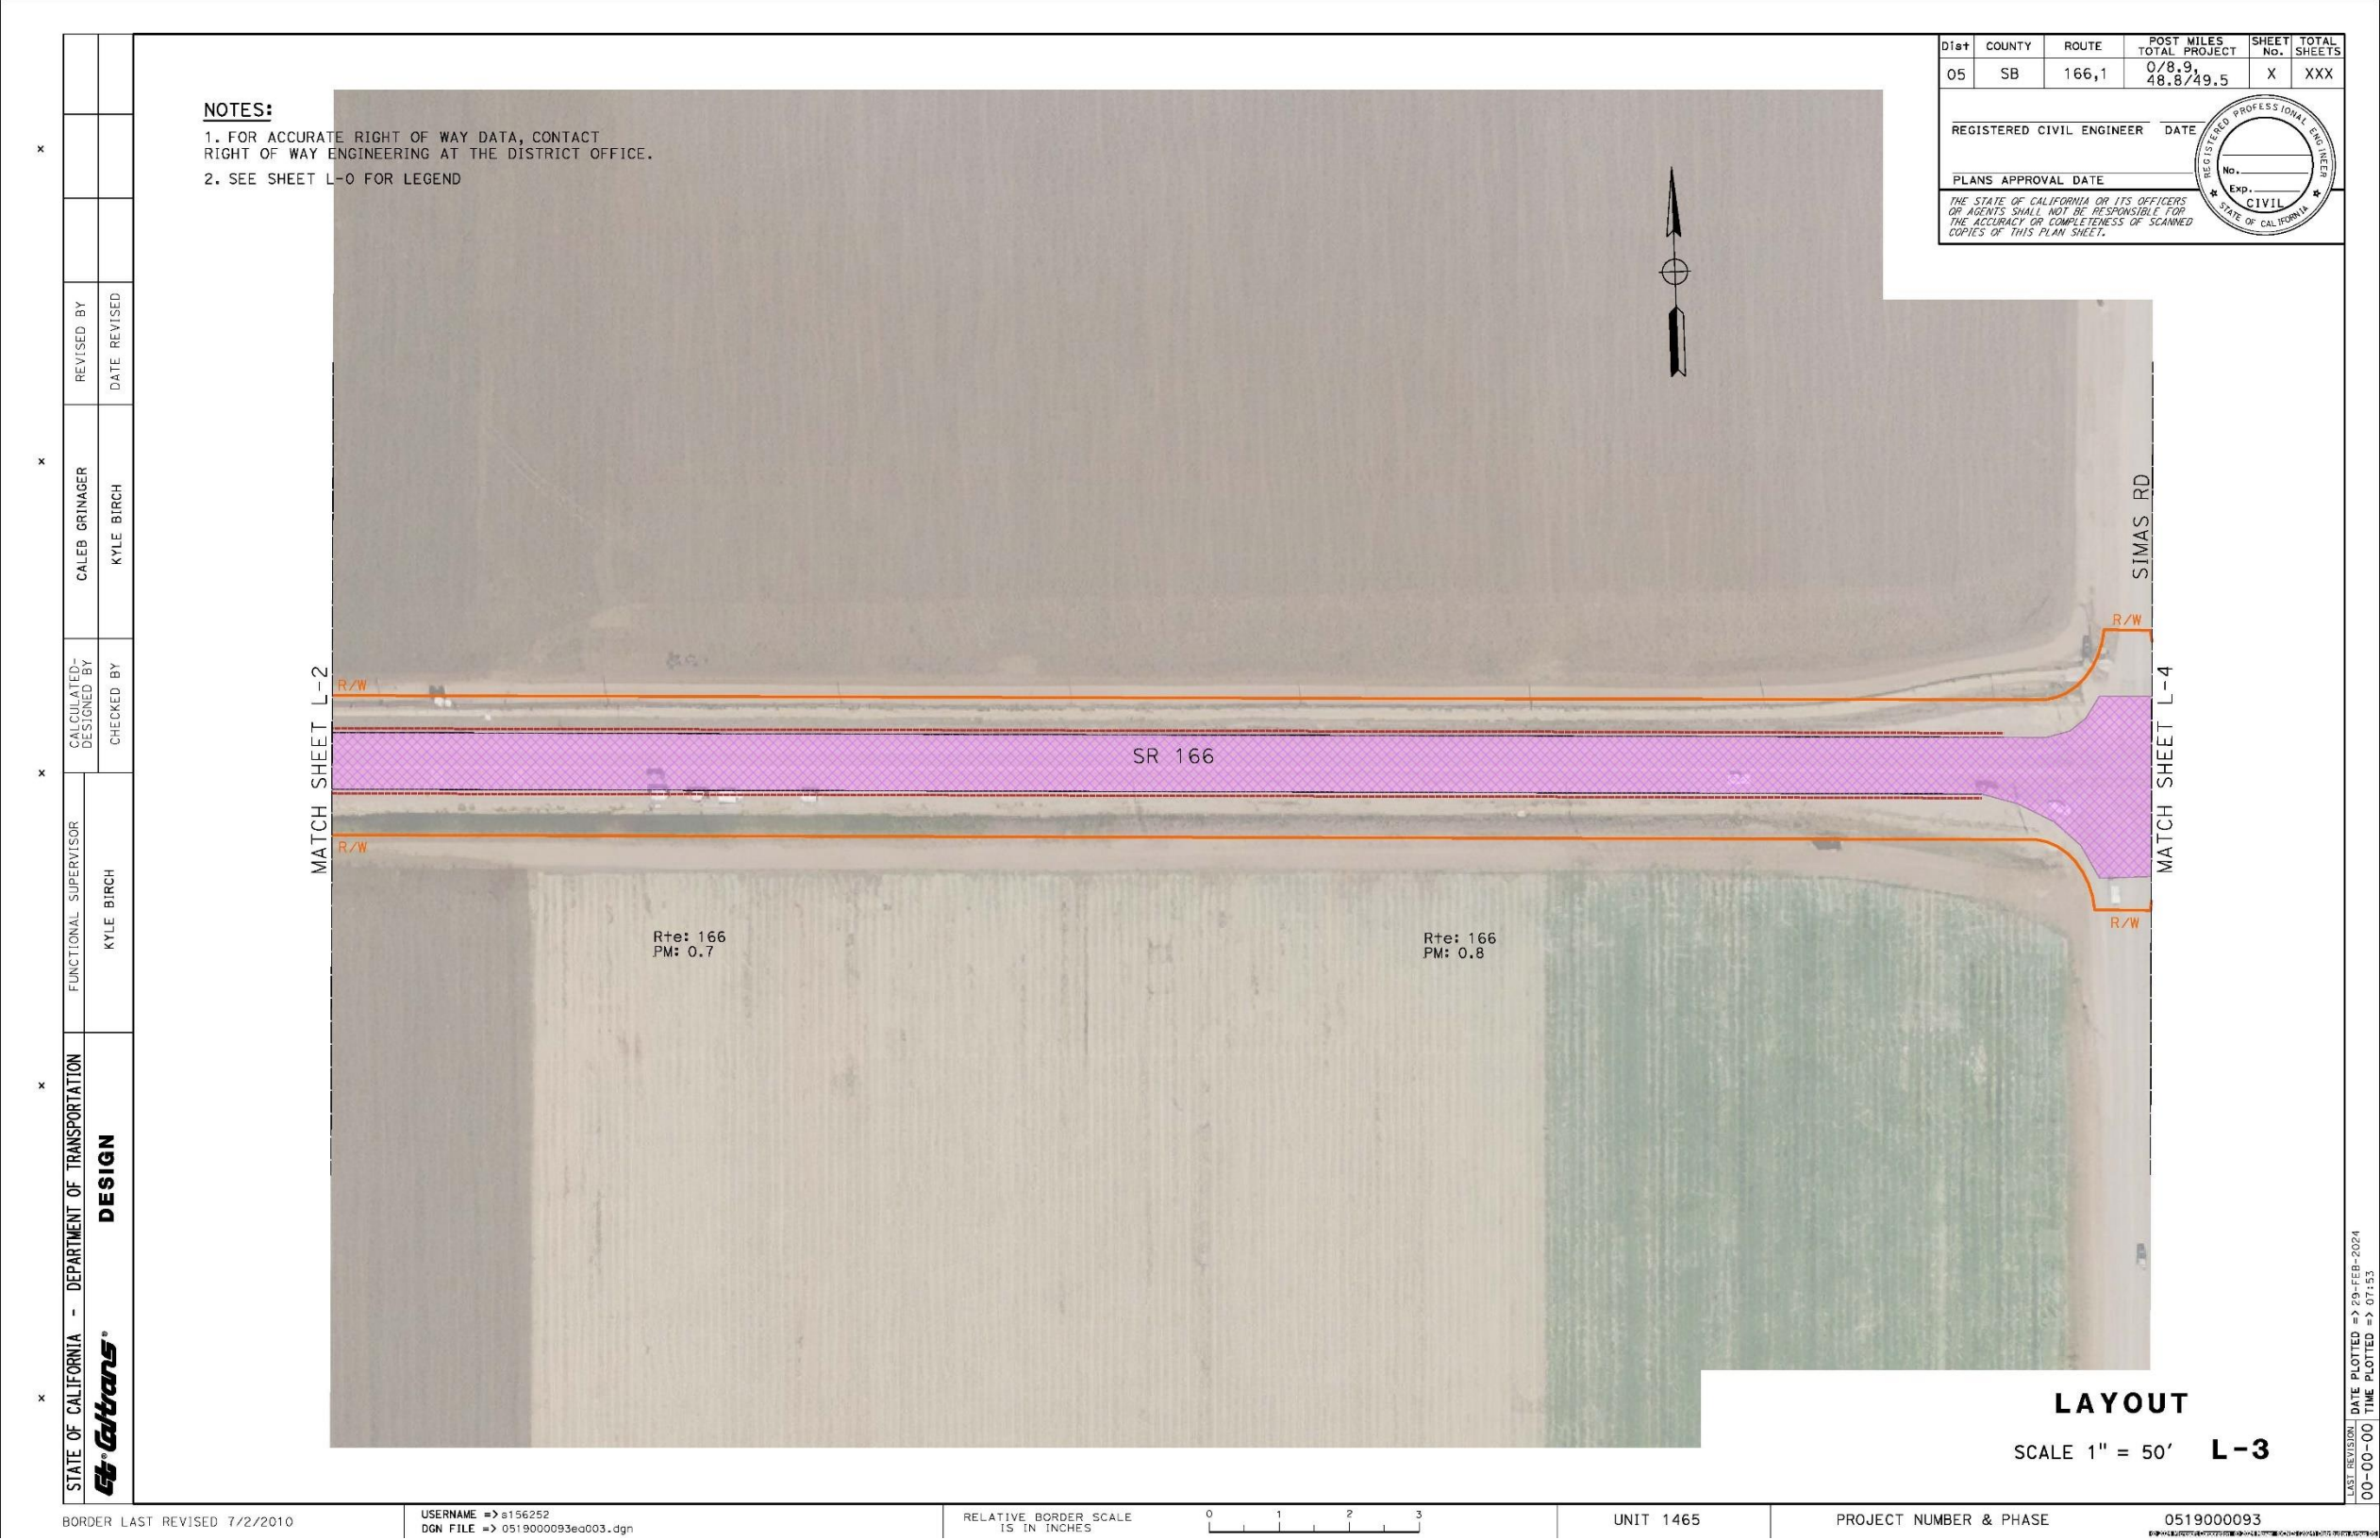 Dist COUNTY ROUTE POST MILES TOTAL PROJECT SHEET No. TOTAL SHEETS
05 SB 166,1 0/8.9, 48.8/49.5 X XXX
REGISTERED CIVIL ENGINEER DATE
PLANS APPROVAL DATE
THE STATE OF CALIFORNIA OR ITS OFFICERS
OR AGENTS SHALL NOT BE RESPONSIBLE FOR
THE ACCURACY OR COMPLETENESS OF SCANNED
COPIES OF THIS PLAN SHEET.
REGISTERED PROFESSIONAL ENGINEER
No.
Exp.
CIVIL
STATE OF CALIFORNIA
NOTES:
1. FOR ACCURATE RIGHT OF WAY DATA, CONTACT
RIGHT OF WAY ENGINEERING AT THE DISTRICT OFFICE.
2. SEE SHEET L-0 FOR LEGEND
REVISED BY
DATE REVISED
CALEB GRINAGER
KYLE BIRCH
CALCULATED-
DESIGNED BY
CHECKED BY
FUNCTIONAL SUPERVISOR
KYLE BIRCH
STATE OF CALIFORNIA - DEPARTMENT OF TRANSPORTATION
DESIGN
Caltrans
SIMAS RD
R/W
R/W
MATCH SHEET L-2
SR 166
MATCH SHEET L-4
R/W
R/W
Rte: 166
PM: 0.7
Rte: 166
PM: 0.8
LAYOUT
SCALE 1" = 50' L-3
LAST REVISION
00-00-00
DATE PLOTTED => 29-FEB-2024
TIME PLOTTED => 07:53
BORDER LAST REVISED 7/2/2010
USERNAME => s156252
DGN FILE => 0519000093ea003.dgn
RELATIVE BORDER SCALE
IS IN INCHES
0 1 2 3
UNIT 1465
PROJECT NUMBER & PHASE
0519000093